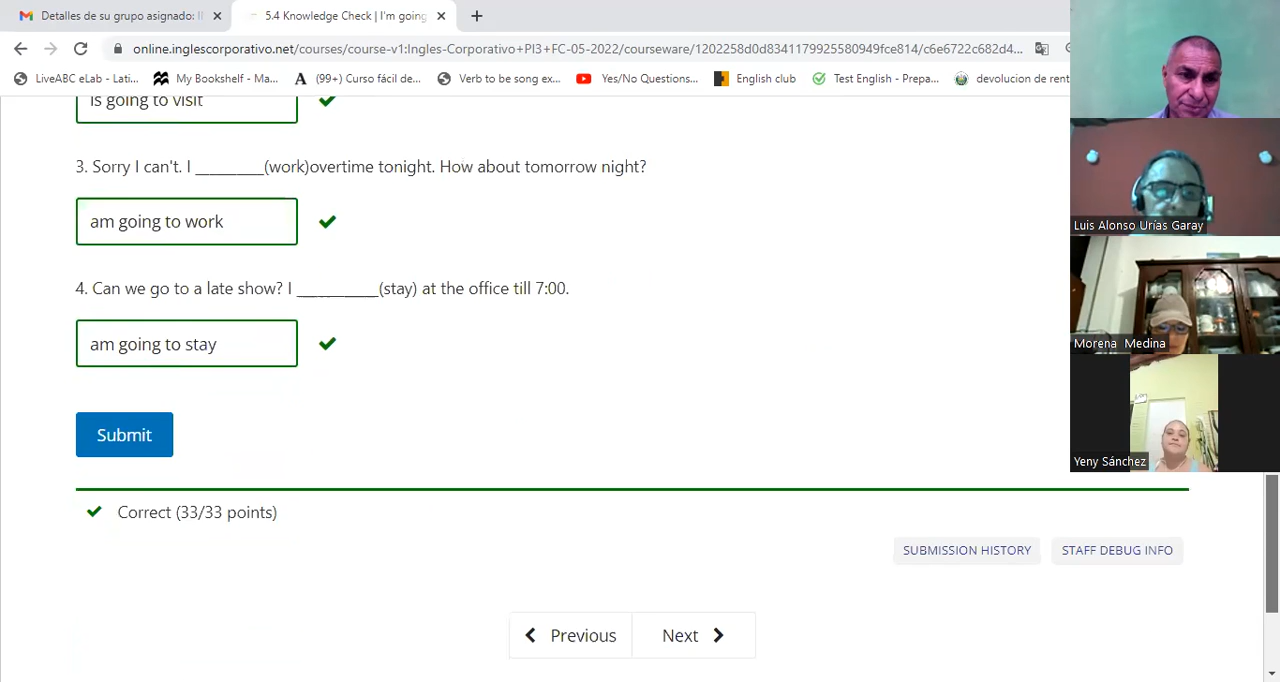 Detalles de su grupo asignado: II
5.4 Knowledge Check | I'm going
online.inglescorporativo.net/courses/course-v1:Ingles-Corporativo+PI3+FC-05-2022/courseware/1202258d0d8341179925580949fce814/c6e6722c682d4...
LiveABC eLab - Lati...
My Bookshelf - Ma...
(99+) Curso fácil de...
Verb to be song ex...
Yes/No Questions...
English club
Test English - Prepa...
devolucion de rent
is going to visit
3. Sorry I can't. I ________(work)overtime tonight. How about tomorrow night?
am going to work
4. Can we go to a late show? I __________(stay) at the office till 7:00.
am going to stay
Submit
Correct (33/33 points)
SUBMISSION HISTORY
STAFF DEBUG INFO
Previous
Next
Luis Alonso Urías Garay
Morena Medina
Yeny Sánchez